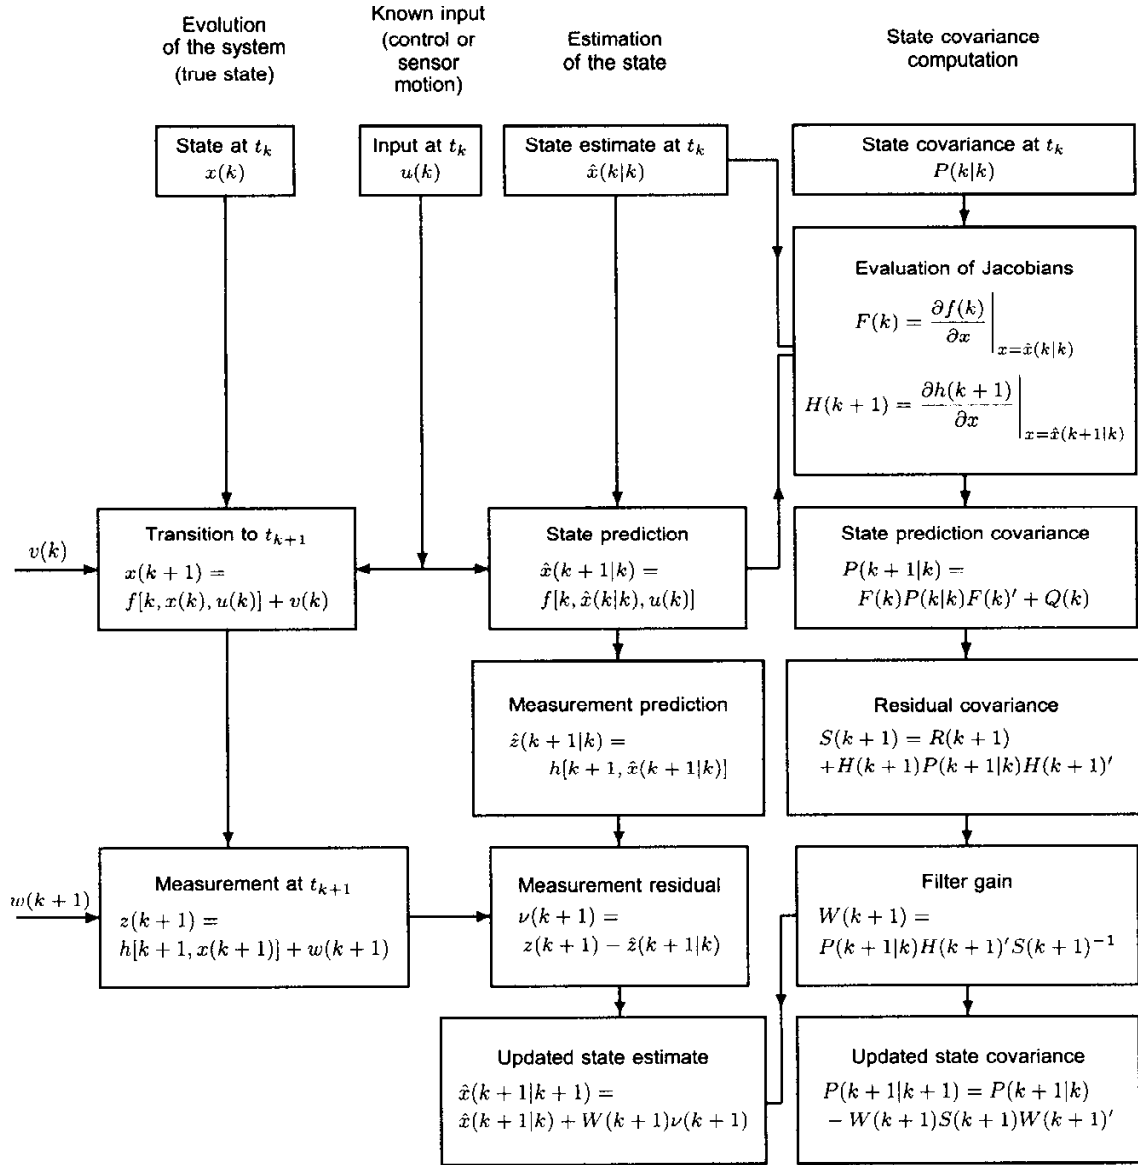 Evolution
of the system
(true state)
Known input
(control or
sensor
motion)
Estimation
of the state
State covariance
computation
State at t_k
x(k)
Input at t_k
u(k)
State estimate at t_k
x̂(k|k)
State covariance at t_k
P(k|k)
Evaluation of Jacobians
F(k) = ∂f(k)/∂x |_{x=x̂(k|k)}
H(k + 1) = ∂h(k + 1)/∂x |_{x=x̂(k+1|k)}
v(k)
Transition to t_{k+1}
x(k + 1) =
f[k, x(k), u(k)] + v(k)
State prediction
x̂(k + 1|k) =
f[k, x̂(k|k), u(k)]
State prediction covariance
P(k + 1|k) =
F(k)P(k|k)F(k)′ + Q(k)
Measurement prediction
ẑ(k + 1|k) =
h[k + 1, x̂(k + 1|k)]
Residual covariance
S(k + 1) = R(k + 1)
+H(k + 1)P(k + 1|k)H(k + 1)′
w(k + 1)
Measurement at t_{k+1}
z(k + 1) =
h[k + 1, x(k + 1)] + w(k + 1)
Measurement residual
ν(k + 1) =
z(k + 1) − ẑ(k + 1|k)
Filter gain
W(k + 1) =
P(k + 1|k)H(k + 1)′S(k + 1)⁻¹
Updated state estimate
x̂(k + 1|k + 1) =
x̂(k + 1|k) + W(k + 1)ν(k + 1)
Updated state covariance
P(k + 1|k + 1) = P(k + 1|k)
− W(k + 1)S(k + 1)W(k + 1)′